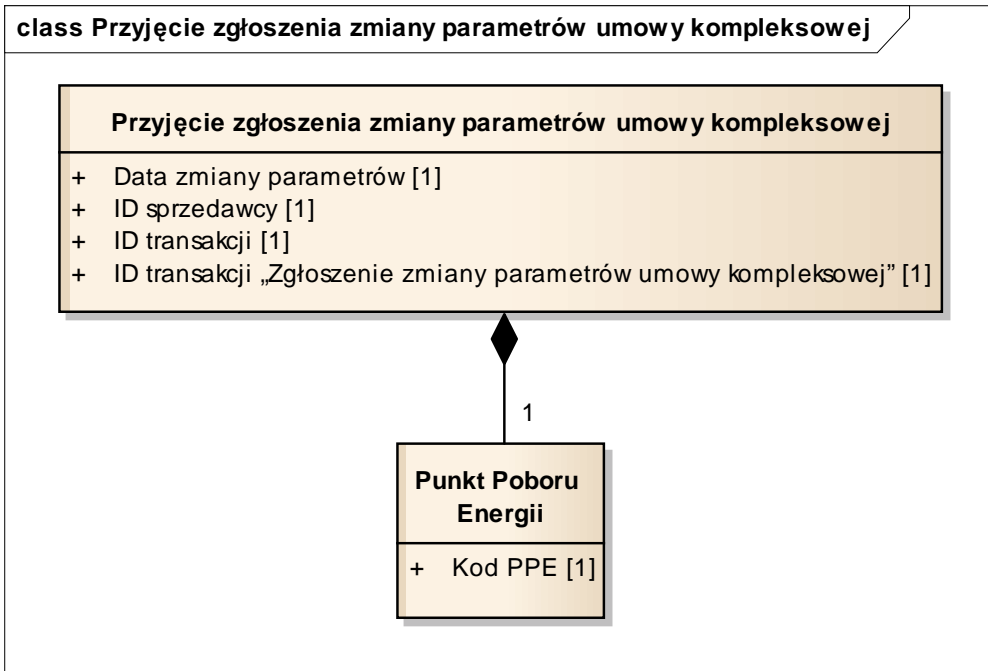 class Przyjęcie zgłoszenia zmiany parametrów umowy kompleksowej
Przyjęcie zgłoszenia zmiany parametrów umowy kompleksowej
+ Data zmiany parametrów [1]
+ ID sprzedawcy [1]
+ ID transakcji [1]
+ ID transakcji „Zgłoszenie zmiany parametrów umowy kompleksowej” [1]
1
Punkt Poboru
Energii
+ Kod PPE [1]